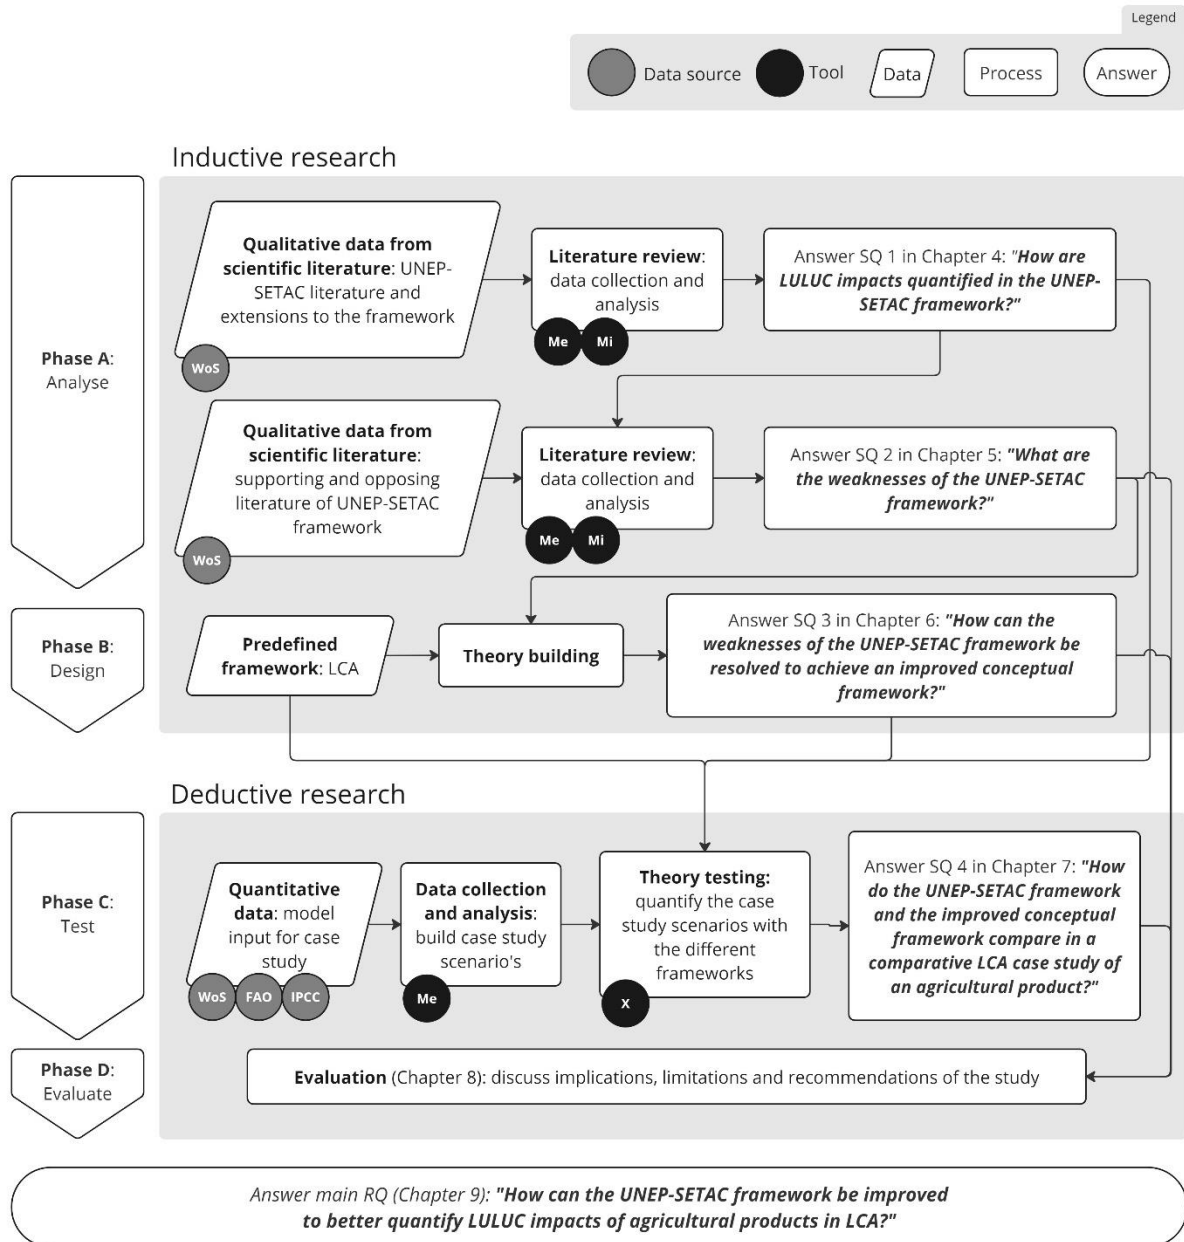 Legend
Data source
Tool
Data
Process
Answer
Inductive research
Phase A:
Analyse
Qualitative data from
scientific literature: UNEP-
SETAC literature and
extensions to the framework
WoS
Literature review:
data collection and
analysis
Me
Mi
Answer SQ 1 in Chapter 4: "How are
LULUC impacts quantified in the UNEP-
SETAC framework?"
Qualitative data from
scientific literature:
supporting and opposing
literature of UNEP-SETAC
framework
WoS
Literature review:
data collection and
analysis
Me
Mi
Answer SQ 2 in Chapter 5: "What are
the weaknesses of the UNEP-SETAC
framework?"
Phase B:
Design
Predefined
framework: LCA
Theory building
Answer SQ 3 in Chapter 6: "How can the
weaknesses of the UNEP-SETAC framework be
resolved to achieve an improved conceptual
framework?"
Deductive research
Phase C:
Test
Quantitative
data: model
input for case
study
WoS
FAO
IPCC
Data collection
and analysis:
build case study
scenario's
Me
Theory testing:
quantify the case
study scenarios with
the different
frameworks
X
Answer SQ 4 in Chapter 7: "How
do the UNEP-SETAC framework
and the improved conceptual
framework compare in a
comparative LCA case study of
an agricultural product?"
Phase D:
Evaluate
Evaluation (Chapter 8): discuss implications, limitations and recommendations of the study
Answer main RQ (Chapter 9): "How can the UNEP-SETAC framework be improved
to better quantify LULUC impacts of agricultural products in LCA?"